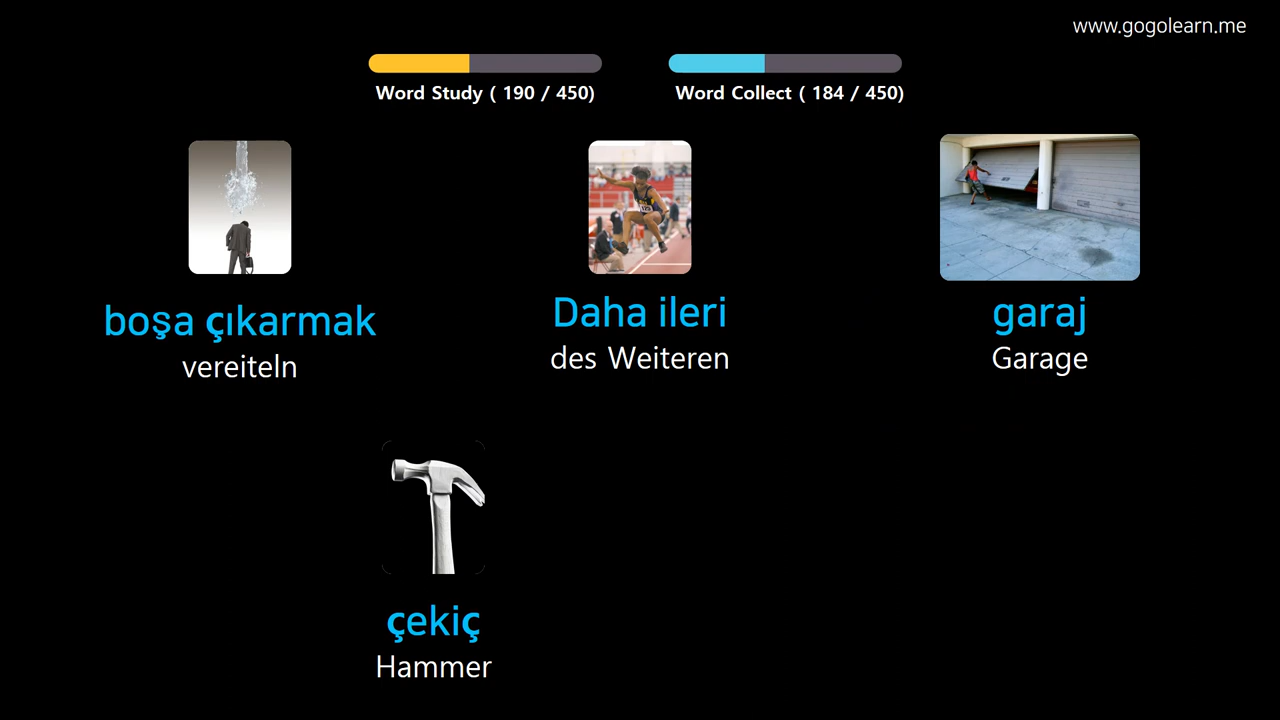 www.gogolearn.me
Word Study ( 190 / 450)
Word Collect ( 184 / 450)
boşa çıkarmak
vereiteln
Daha ileri
des Weiteren
garaj
Garage
çekiç
Hammer